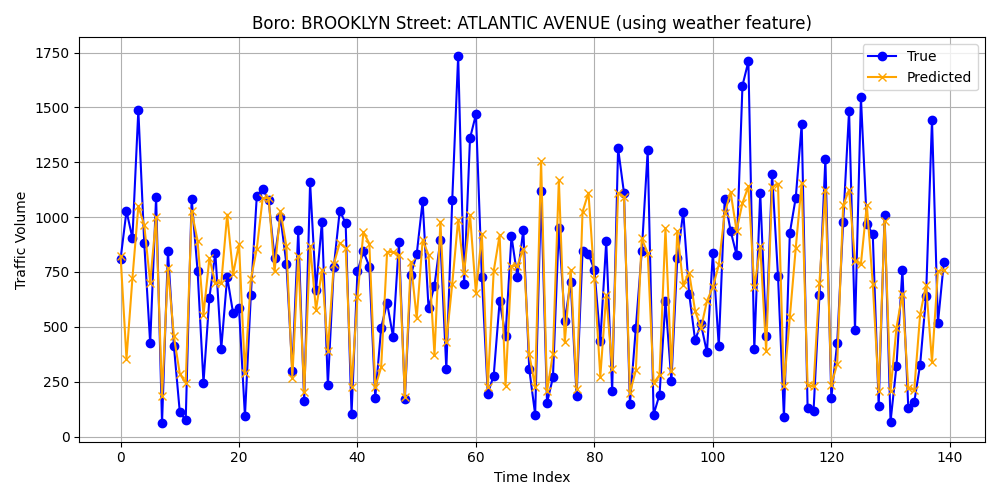 Boro: BROOKLYN Street: ATLANTIC AVENUE (using weather feature)
True
Predicted
Traffic Volume
1750
1500
1250
1000
750
500
250
0
0 20 40 60 80 100 120 140
Time Index